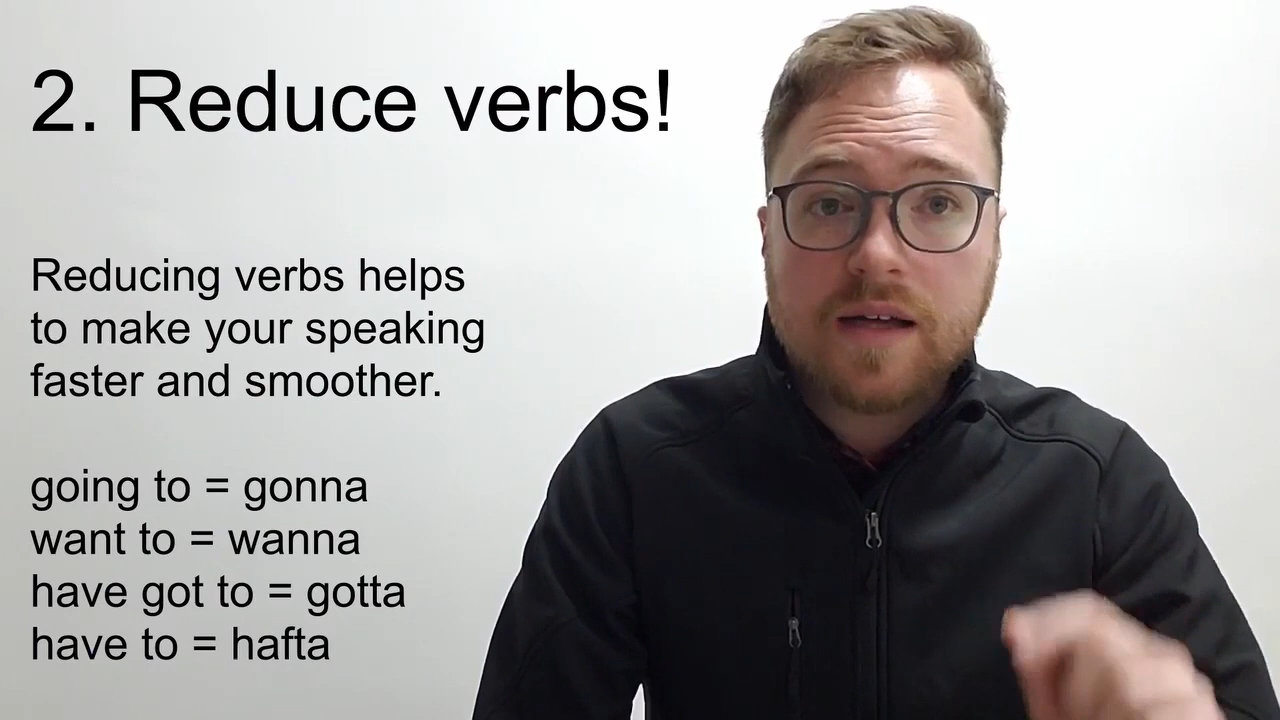 2. Reduce verbs!
Reducing verbs helps
to make your speaking
faster and smoother.
going to = gonna
want to = wanna
have got to = gotta
have to = hafta